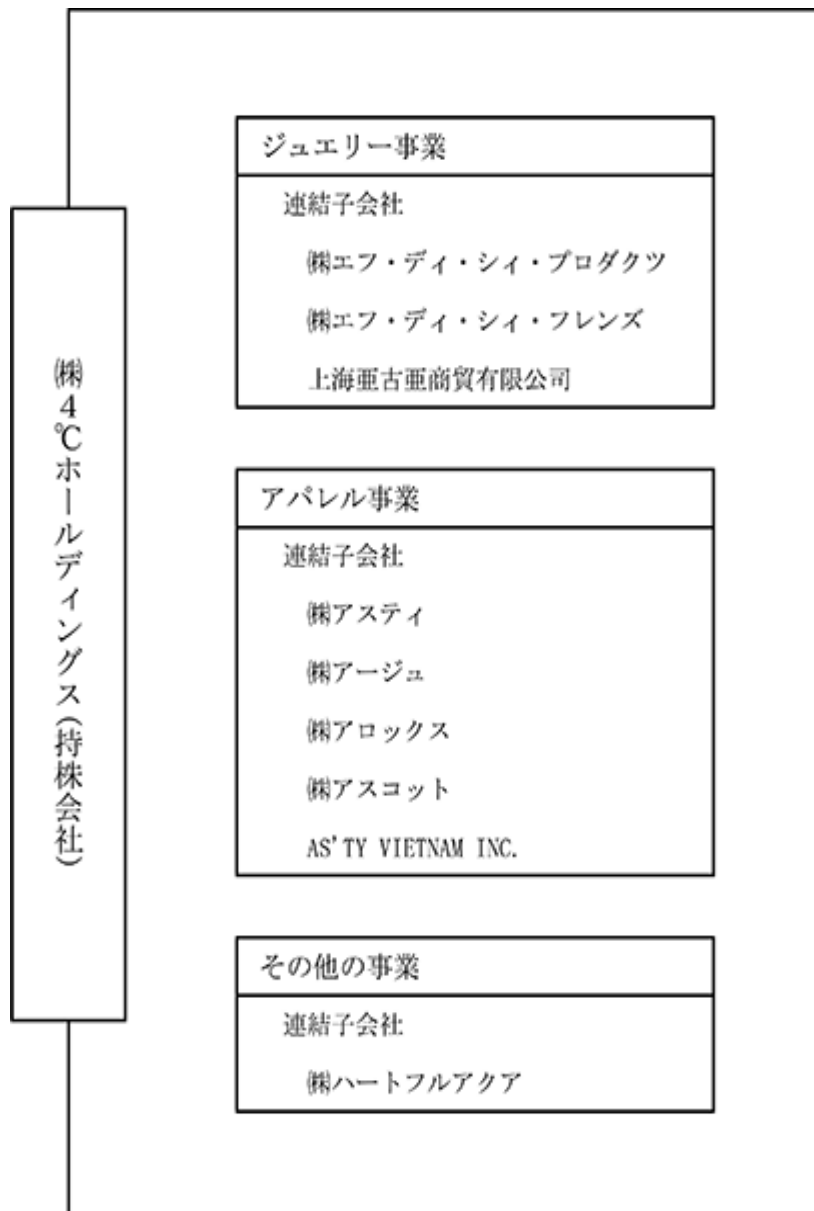 ㈱4℃ホールディングス(持株会社)
ジュエリー事業
連結子会社
㈱エフ・ディ・シィ・プロダクツ
㈱エフ・ディ・シィ・フレンズ
上海亜古亜商貿有限公司
アパレル事業
連結子会社
㈱アスティ
㈱アージュ
㈱アロックス
㈱アスコット
AS'TY VIETNAM INC.
その他の事業
連結子会社
㈱ハートフルアクア